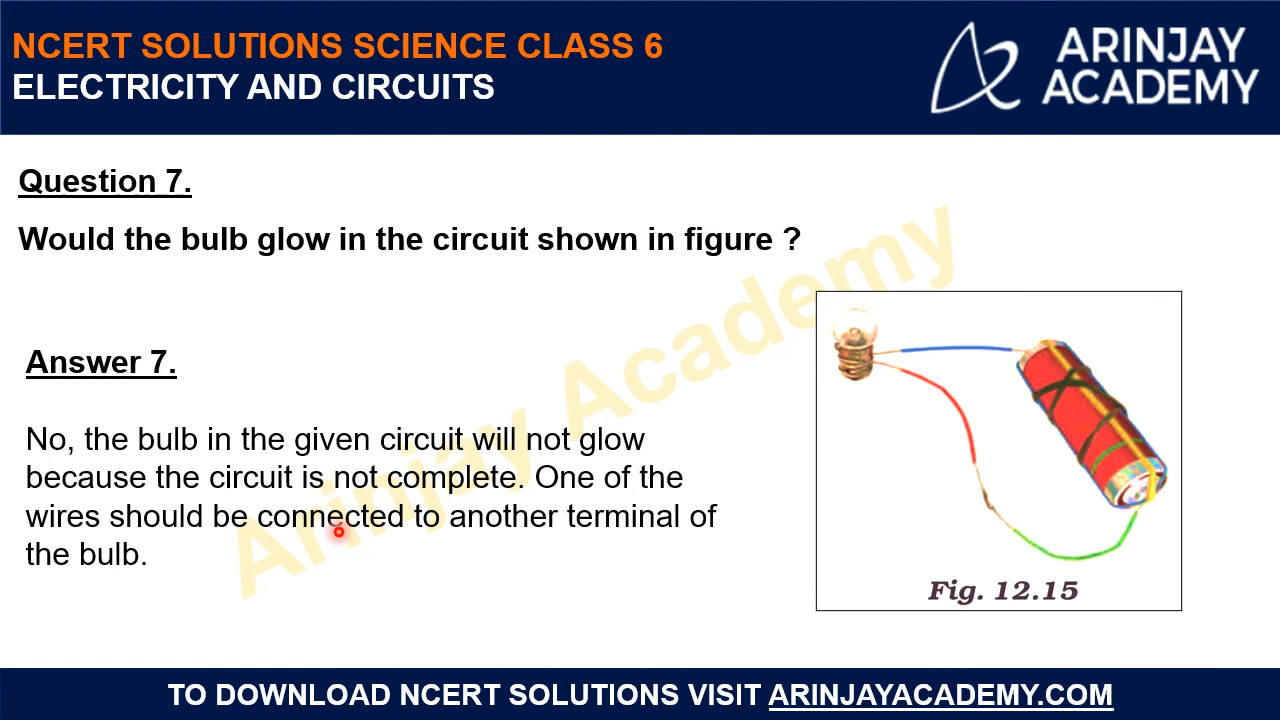 NCERT SOLUTIONS SCIENCE CLASS 6
ELECTRICITY AND CIRCUITS
ARINJAY
ACADEMY
Question 7.
Would the bulb glow in the circuit shown in figure ?
Answer 7.
No, the bulb in the given circuit will not glow
because the circuit is not complete. One of the
wires should be connected to another terminal of
the bulb.
Arinjay Academy
Fig. 12.15
TO DOWNLOAD NCERT SOLUTIONS VISIT ARINJAYACADEMY.COM